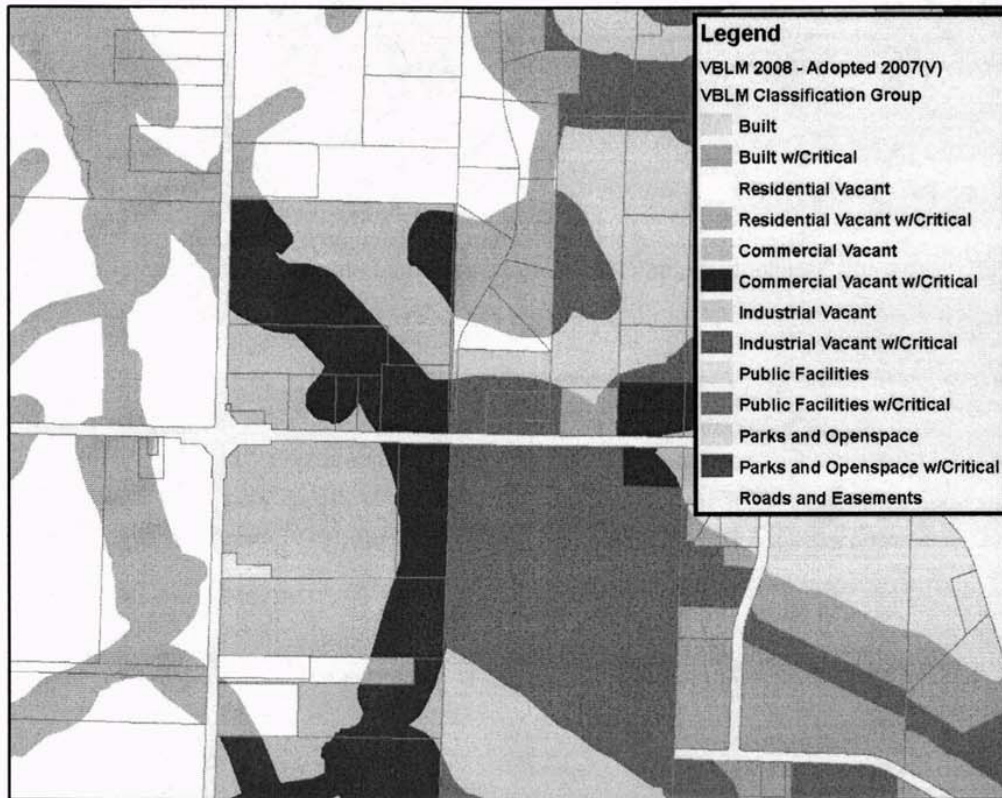 Legend
VBLM 2008 - Adopted 2007(V)
VBLM Classification Group
Built
Built w/Critical
Residential Vacant
Residential Vacant w/Critical
Commercial Vacant
Commercial Vacant w/Critical
Industrial Vacant
Industrial Vacant w/Critical
Public Facilities
Public Facilities w/Critical
Parks and Openspace
Parks and Openspace w/Critical
Roads and Easements